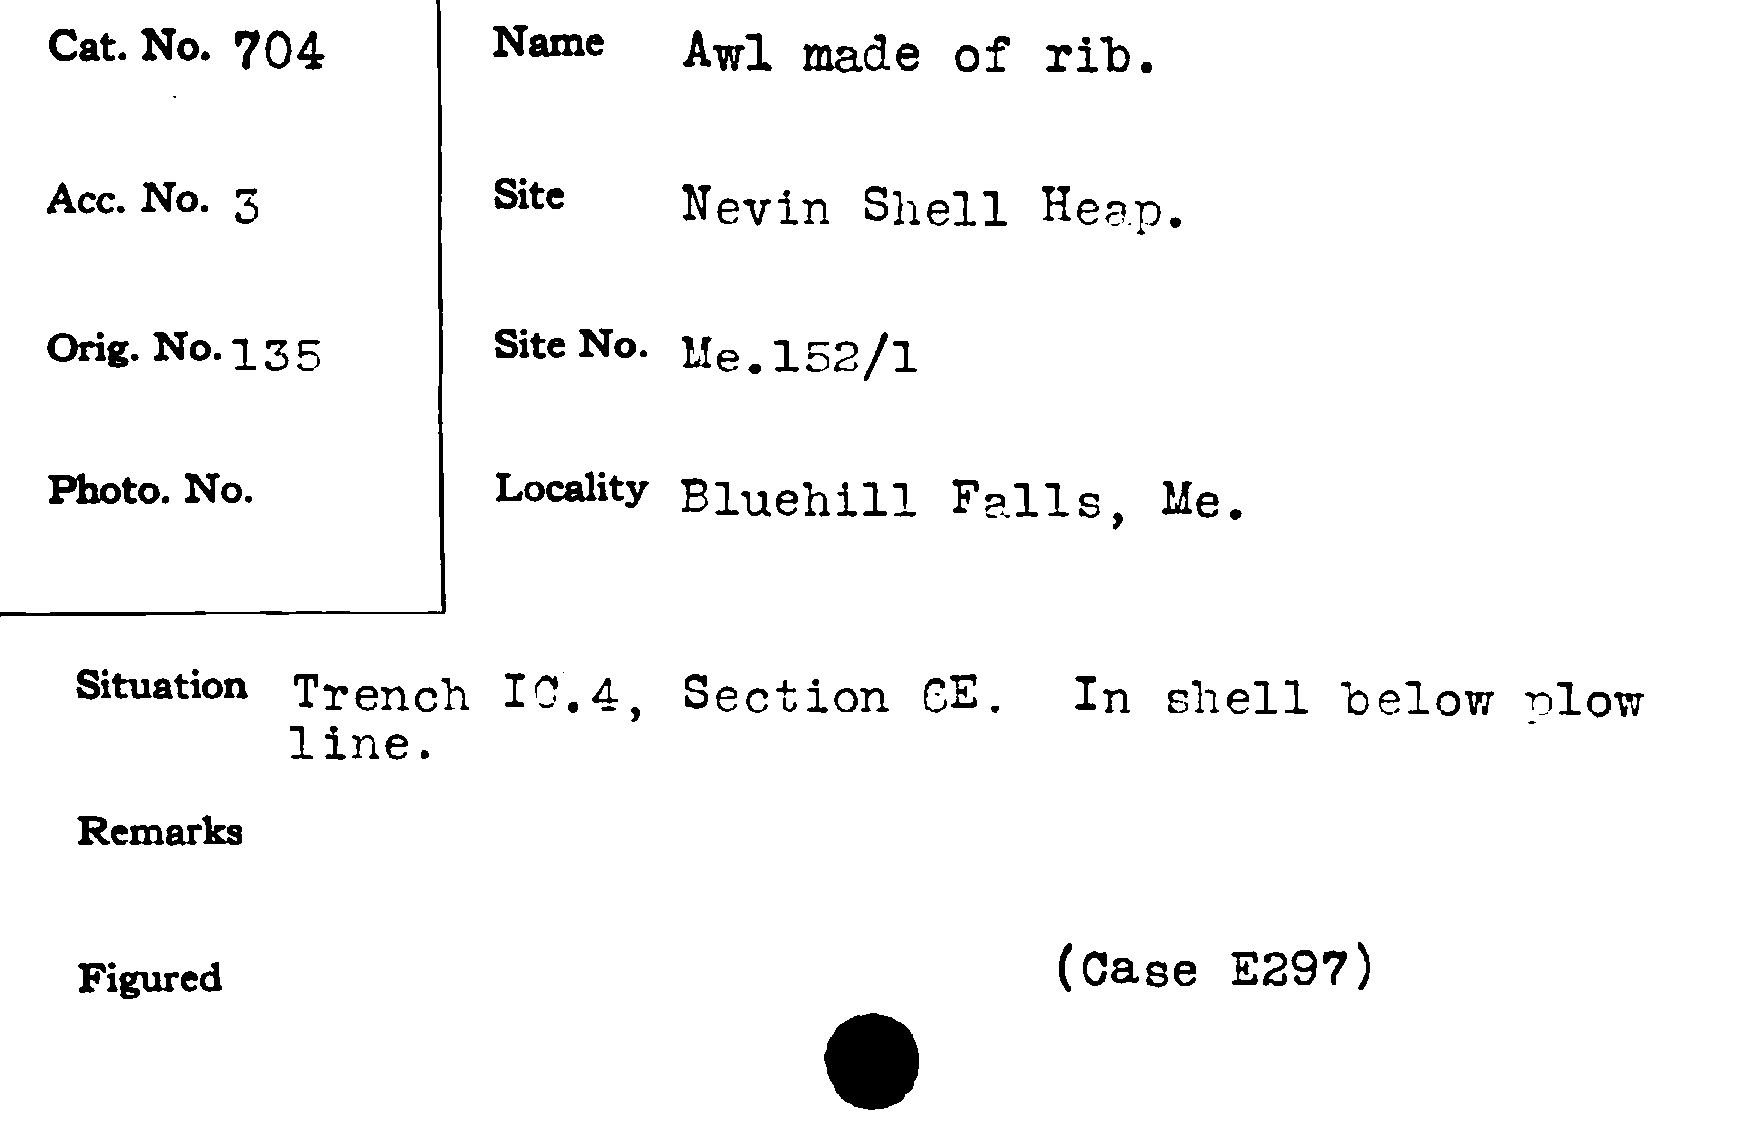 Cat. No. 704
Name Awl made of rib.
Acc. No. 3
Site Nevin Shell Heap.
Orig. No. 135
Site No. Me.152/1
Photo. No.
Locality Bluehill Falls, Me.
Situation Trench IC.4, Section 6E. In shell below plow
line.
Remarks
Figured
(Case E297)